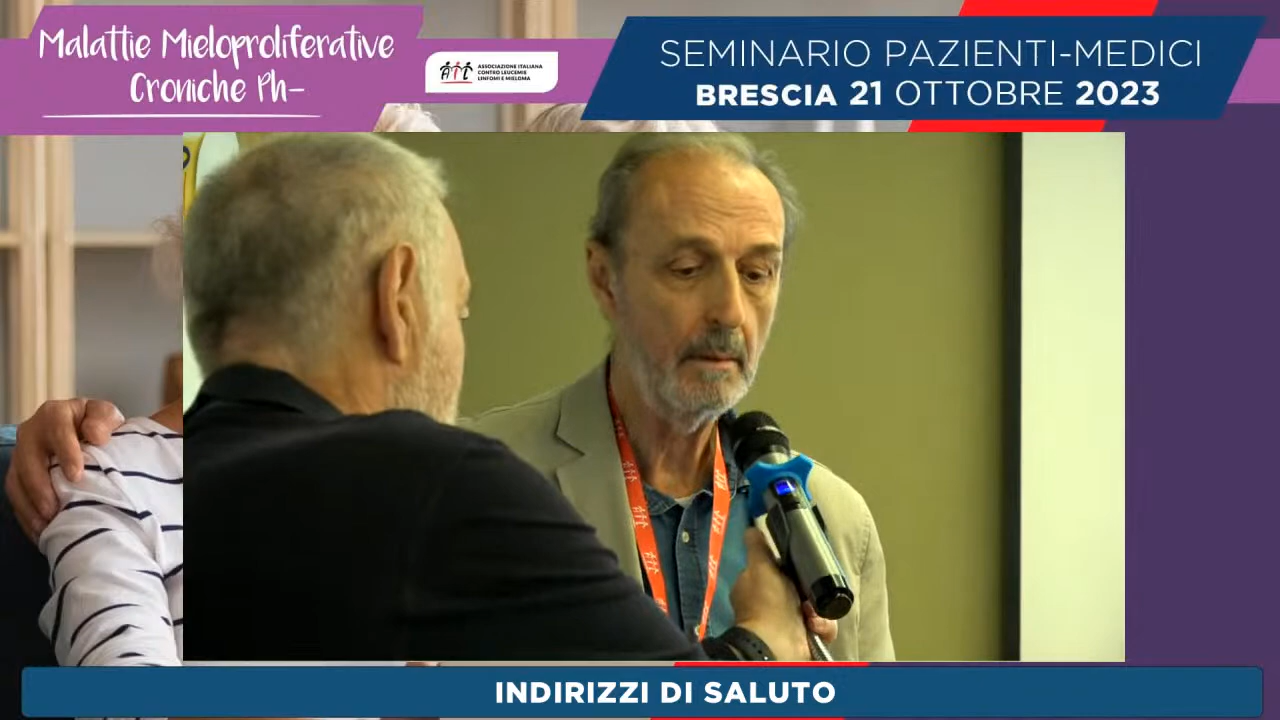 Malattie Mieloproliferative
Croniche Ph-
AIL
ASSOCIAZIONE ITALIANA
CONTRO LEUCEMIE
LINFOMI E MIELOMA
SEMINARIO PAZIENTI-MEDICI
BRESCIA 21 OTTOBRE 2023
INDIRIZZI DI SALUTO